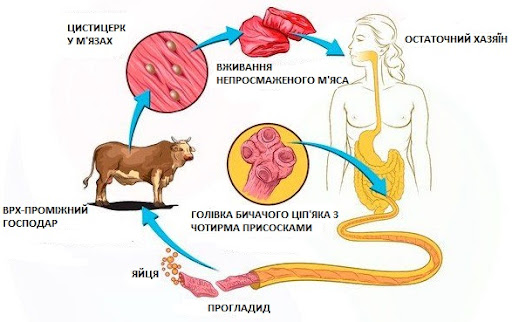 ЦИСТИЦЕРК
У М'ЯЗАХ
ВЖИВАННЯ
НЕПРОСМАЖЕНОГО М'ЯСА
ОСТАТОЧНИЙ ХАЗЯЇН
ВРХ-ПРОМІЖНИЙ
ГОСПОДАР
ГОЛІВКА БИЧАЧОГО ЦІП'ЯКА З
ЧОТИРМА ПРИСОСКАМИ
ЯЙЦЯ
ПРОГЛАДИД